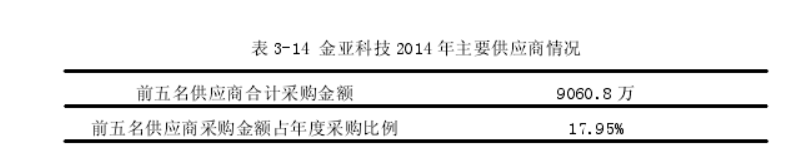 表 3-14 金亚科技 2014 年主要供应商情况
前五名供应商合计采购金额 9060.8 万
前五名供应商采购金额占年度采购比例 17.95%